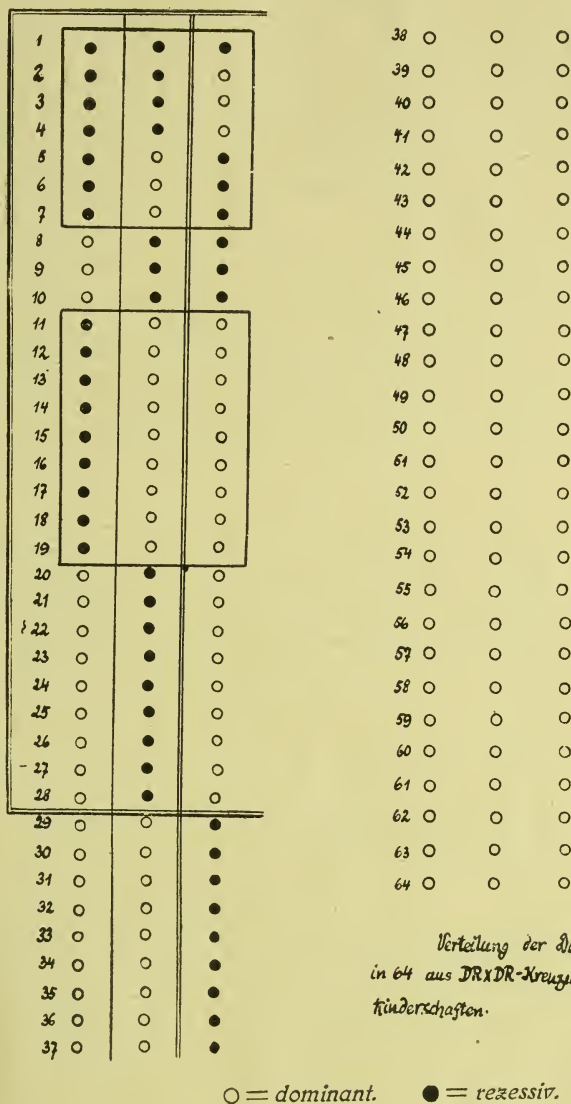 1 ● ● ●
2 ● ● ○
3 ● ● ○
4 ● ● ○
5 ● ○ ●
6 ● ○ ●
7 ● ○ ●
8 ○ ● ●
9 ○ ● ●
10 ○ ● ●
11 ● ○ ○
12 ● ○ ○
13 ● ○ ○
14 ● ○ ○
15 ● ○ ○
16 ● ○ ○
17 ● ○ ○
18 ● ○ ○
19 ● ○ ○
20 ○ ● ○
21 ○ ● ○
22 ○ ● ○
23 ○ ● ○
24 ○ ● ○
25 ○ ● ○
26 ○ ● ○
27 ○ ● ○
28 ○ ● ○
29 ○ ○ ●
30 ○ ○ ●
31 ○ ○ ●
32 ○ ○ ●
33 ○ ○ ●
34 ○ ○ ●
35 ○ ○ ●
36 ○ ○ ●
37 ○ ○ ●
38 ○ ○ ○
39 ○ ○ ○
40 ○ ○ ○
41 ○ ○ ○
42 ○ ○ ○
43 ○ ○ ○
44 ○ ○ ○
45 ○ ○ ○
46 ○ ○ ○
47 ○ ○ ○
48 ○ ○ ○
49 ○ ○ ○
50 ○ ○ ○
51 ○ ○ ○
52 ○ ○ ○
53 ○ ○ ○
54 ○ ○ ○
55 ○ ○ ○
56 ○ ○ ○
57 ○ ○ ○
58 ○ ○ ○
59 ○ ○ ○
60 ○ ○ ○
61 ○ ○ ○
62 ○ ○ ○
63 ○ ○ ○
64 ○ ○ ○
Verteilung der
in 64 aus DRXDR-Kreuzu
Kinderschaften.
○ = dominant. ● = rezessiv.